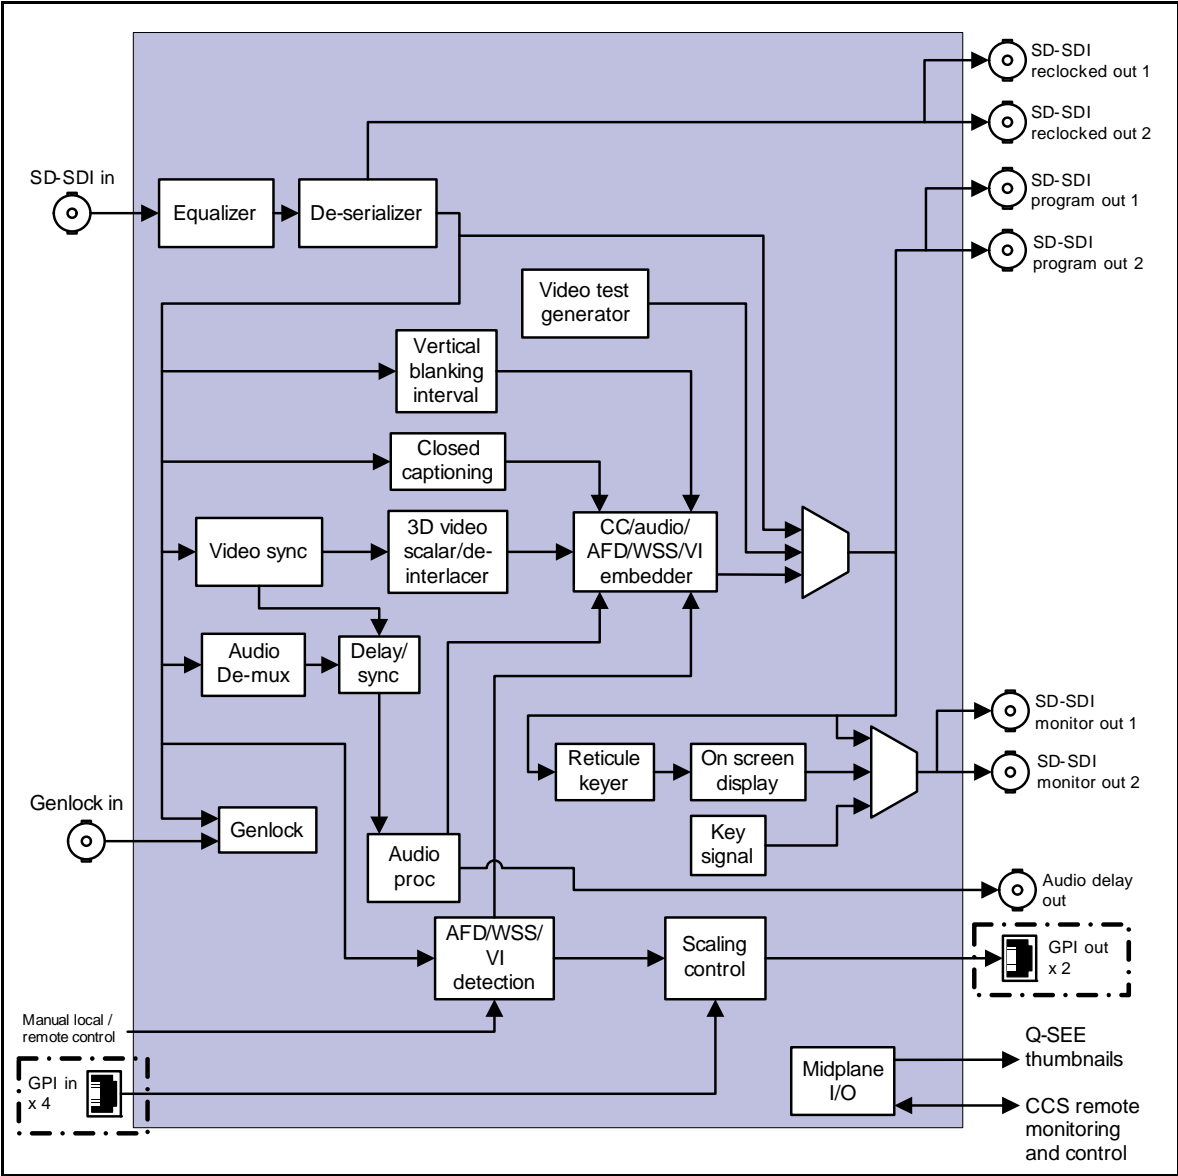 SD-SDI
reclocked out 1
SD-SDI
reclocked out 2
SD-SDI in
Equalizer
De-serializer
SD-SDI
program out 1
SD-SDI
program out 2
Video test
generator
Vertical
blanking
interval
Closed
captioning
Video sync
3D video
scalar/de-
interlacer
CC/audio/
AFD/WSS/VI
embedder
Audio
De-mux
Delay/
sync
SD-SDI
monitor out 1
Reticule
keyer
On screen
display
SD-SDI
monitor out 2
Genlock in
Genlock
Key
signal
Audio
proc
Audio delay
out
AFD/WSS/
VI
detection
Scaling
control
GPI out
x 2
Manual local /
remote control
GPI in
x 4
Midplane
I/O
Q-SEE
thumbnails
CCS remote
monitoring
and control